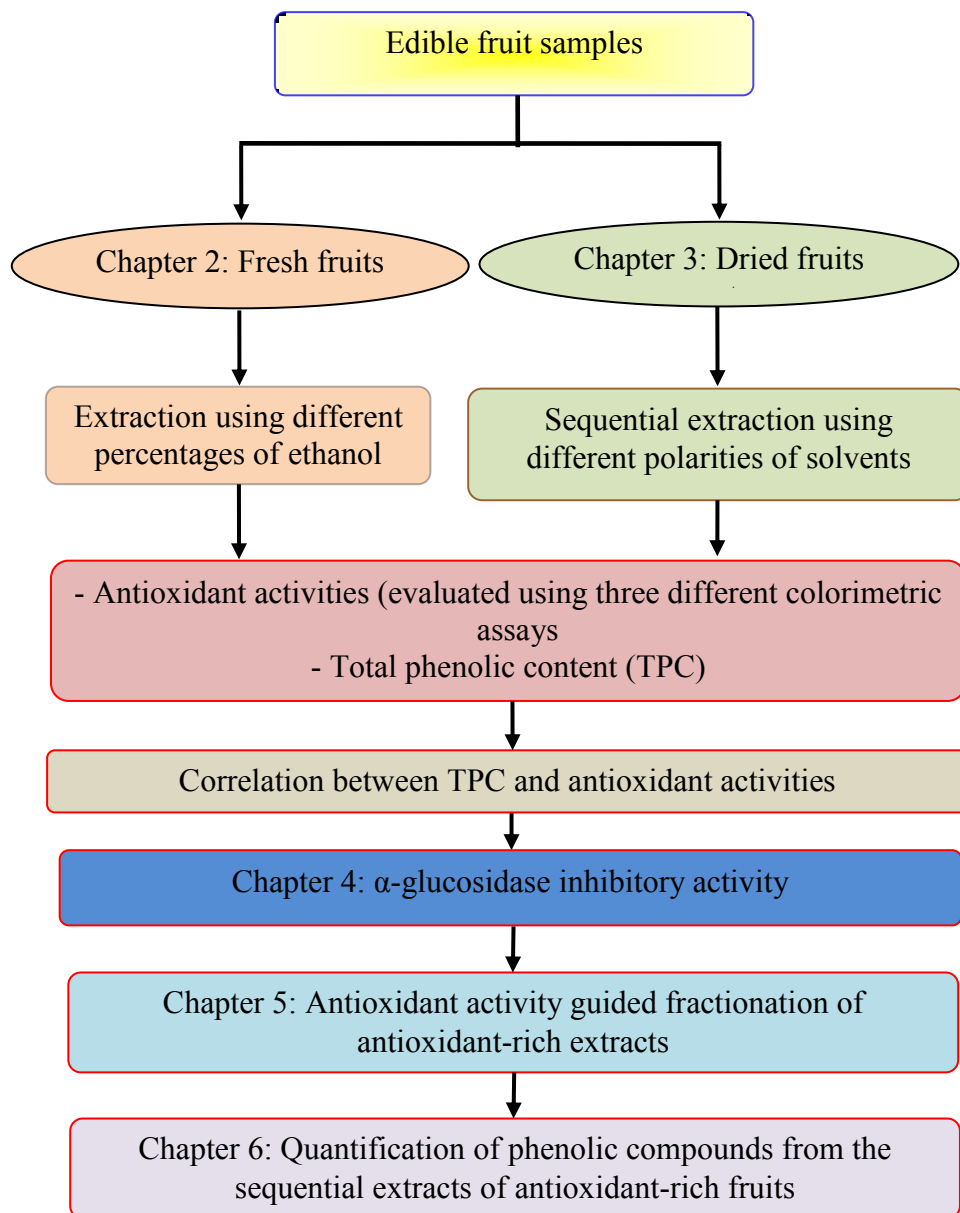 Edible fruit samples
Chapter 2: Fresh fruits
Chapter 3: Dried fruits
Extraction using different
percentages of ethanol
Sequential extraction using
different polarities of solvents
- Antioxidant activities (evaluated using three different colorimetric
assays
- Total phenolic content (TPC)
Correlation between TPC and antioxidant activities
Chapter 4: α-glucosidase inhibitory activity
Chapter 5: Antioxidant activity guided fractionation of
antioxidant-rich extracts
Chapter 6: Quantification of phenolic compounds from the
sequential extracts of antioxidant-rich fruits